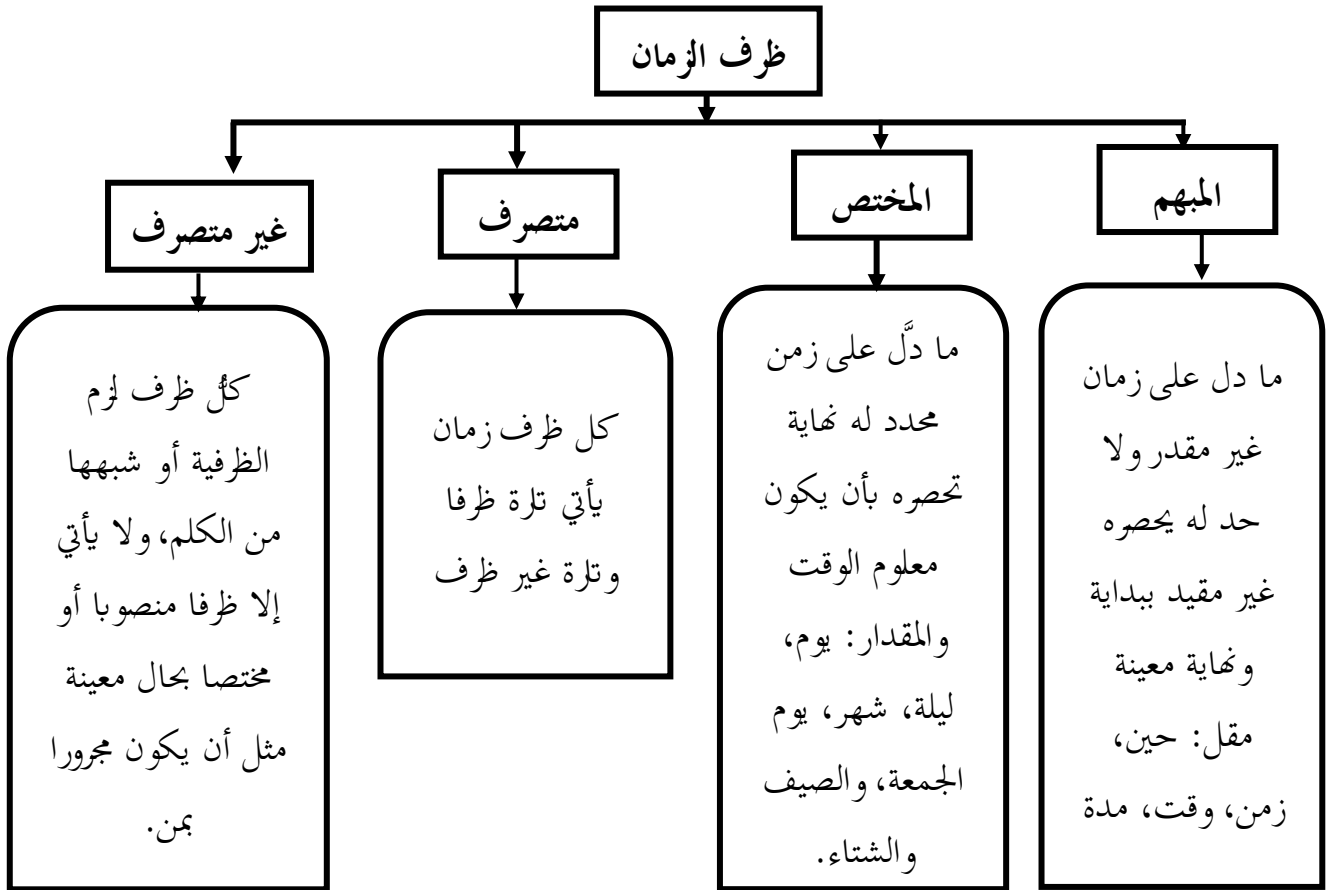 ظرف الزمان
المبهم
المختص
متصرف
غير متصرف
ما دل على زمان
غير مقدر ولا
حد له يحصره
غير مقيد ببداية
ونهاية معينة
مقل: حين،
زمن، وقت، مدة
ما دلَّ على زمن
محدد له نهاية
تحصره بأن يكون
معلوم الوقت
والمقدار: يوم،
ليلة، شهر، يوم
الجمعة، والصيف
والشتاء.
كل ظرف زمان
يأتي تارة ظرفا
وتارة غير ظرف
كلُّ ظرف لزم
الظرفية أو شبهها
من الكلم، ولا يأتي
إلا ظرفا منصوبا أو
مختصا بحال معينة
مثل أن يكون مجرورا
بمن.